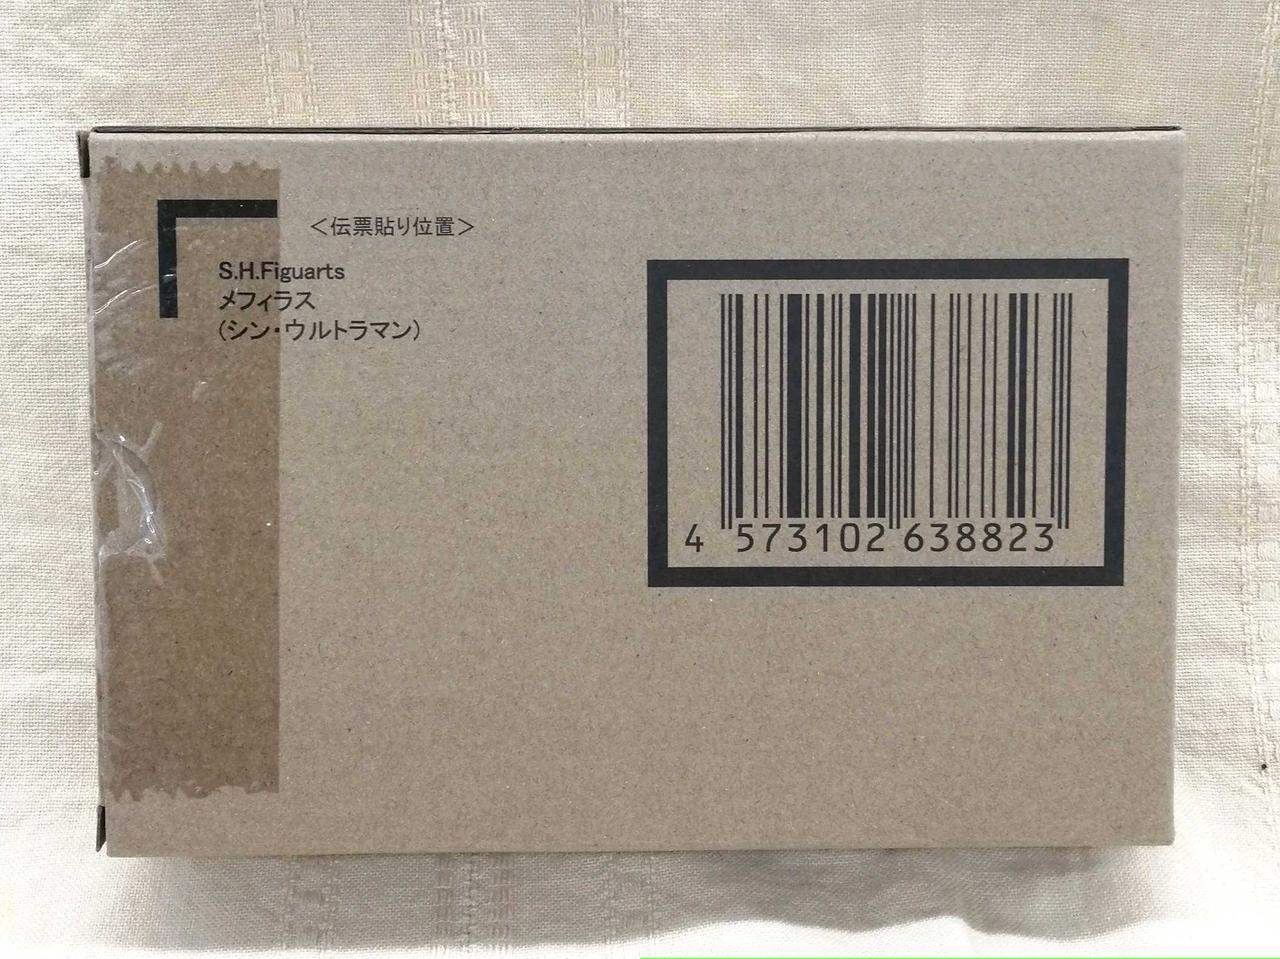 ＜伝票貼り位置＞
S.H.Figuarts
メフィラス
（シン・ウルトラマン）
4 573102 638823